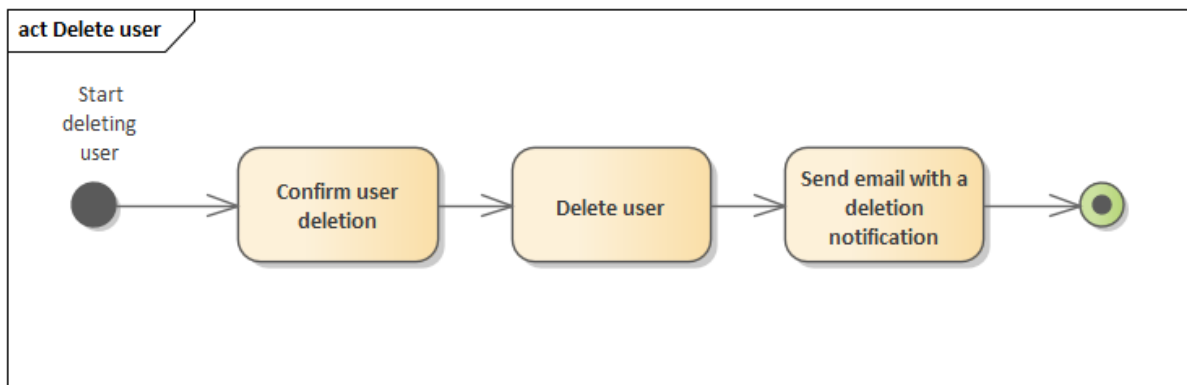 act Delete user
Start
deleting
user
Confirm user
deletion
Delete user
Send email with a
deletion
notification